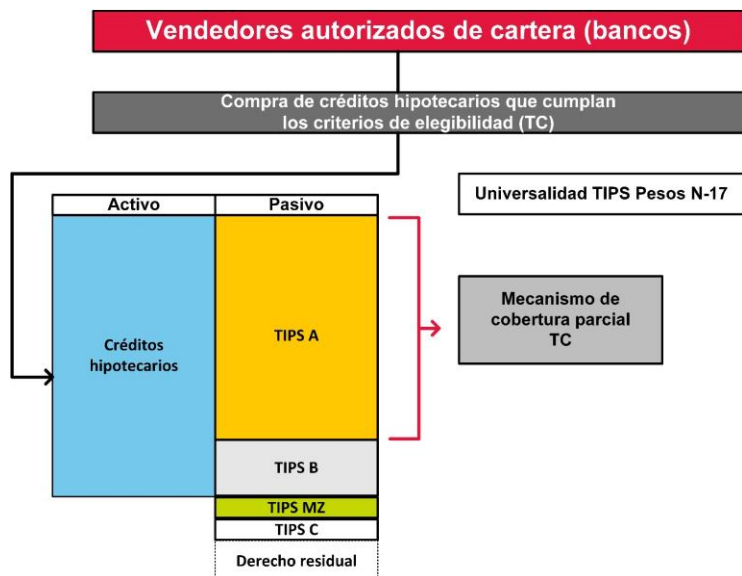 Vendedores autorizados de cartera (bancos)
Compra de créditos hipotecarios que cumplan
los criterios de elegibilidad (TC)
Universalidad TIPS Pesos N-17
Activo
Pasivo
Créditos
hipotecarios
TIPS A
Mecanismo de
cobertura parcial
TC
TIPS B
TIPS MZ
TIPS C
Derecho residual